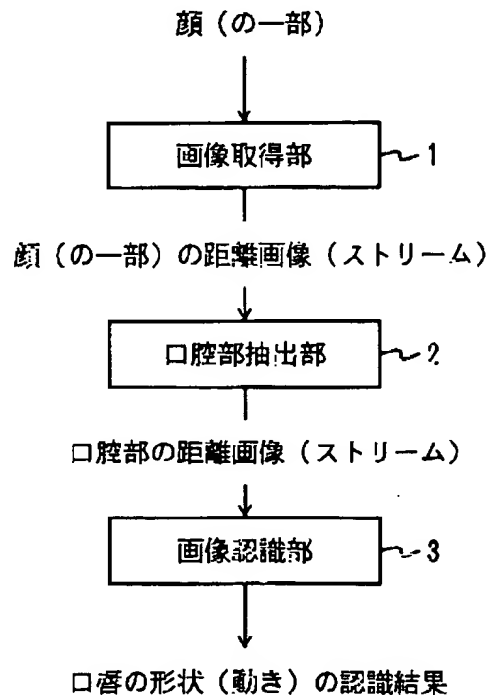 顔（の一部）
画像取得部 1
顔（の一部）の距離画像（ストリーム）
口腔部抽出部 2
口腔部の距離画像（ストリーム）
画像認識部 3
口唇の形状（動き）の認識結果